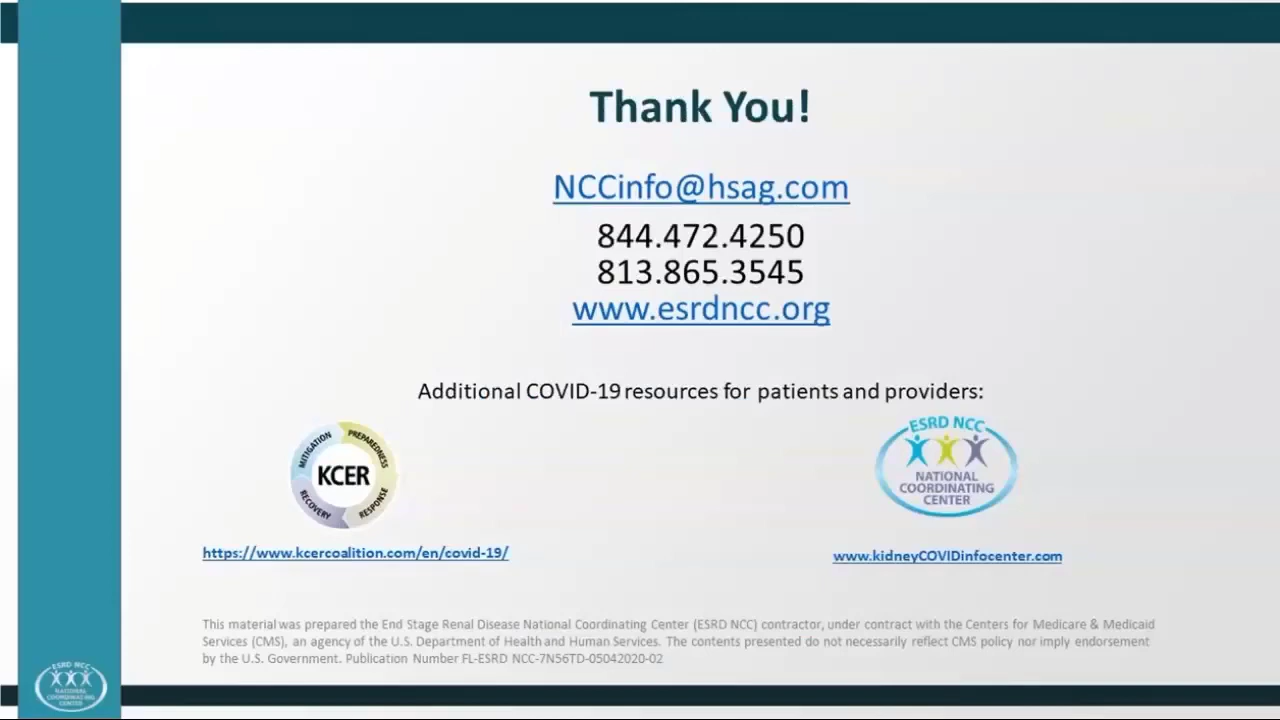 Thank You!
NCCinfo@hsag.com
844.472.4250
813.865.3545
www.esrdncc.org
Additional COVID-19 resources for patients and providers:
MITIGATION
PREPAREDNESS
KCER
RECOVERY
RESPONSE
ESRD NCC
NATIONAL
COORDINATING
CENTER
https://www.kcercoalition.com/en/covid-19/
www.kidneyCOVIDinfocenter.com
This material was prepared the End Stage Renal Disease National Coordinating Center (ESRD NCC) contractor, under contract with the Centers for Medicare & Medicaid
Services (CMS), an agency of the U.S. Department of Health and Human Services. The contents presented do not necessarily reflect CMS policy nor imply endorsement
by the U.S. Government. Publication Number FL-ESRD NCC-7N56TD-05042020-02
ESRD NCC
NATIONAL
COORDINATING
CENTER